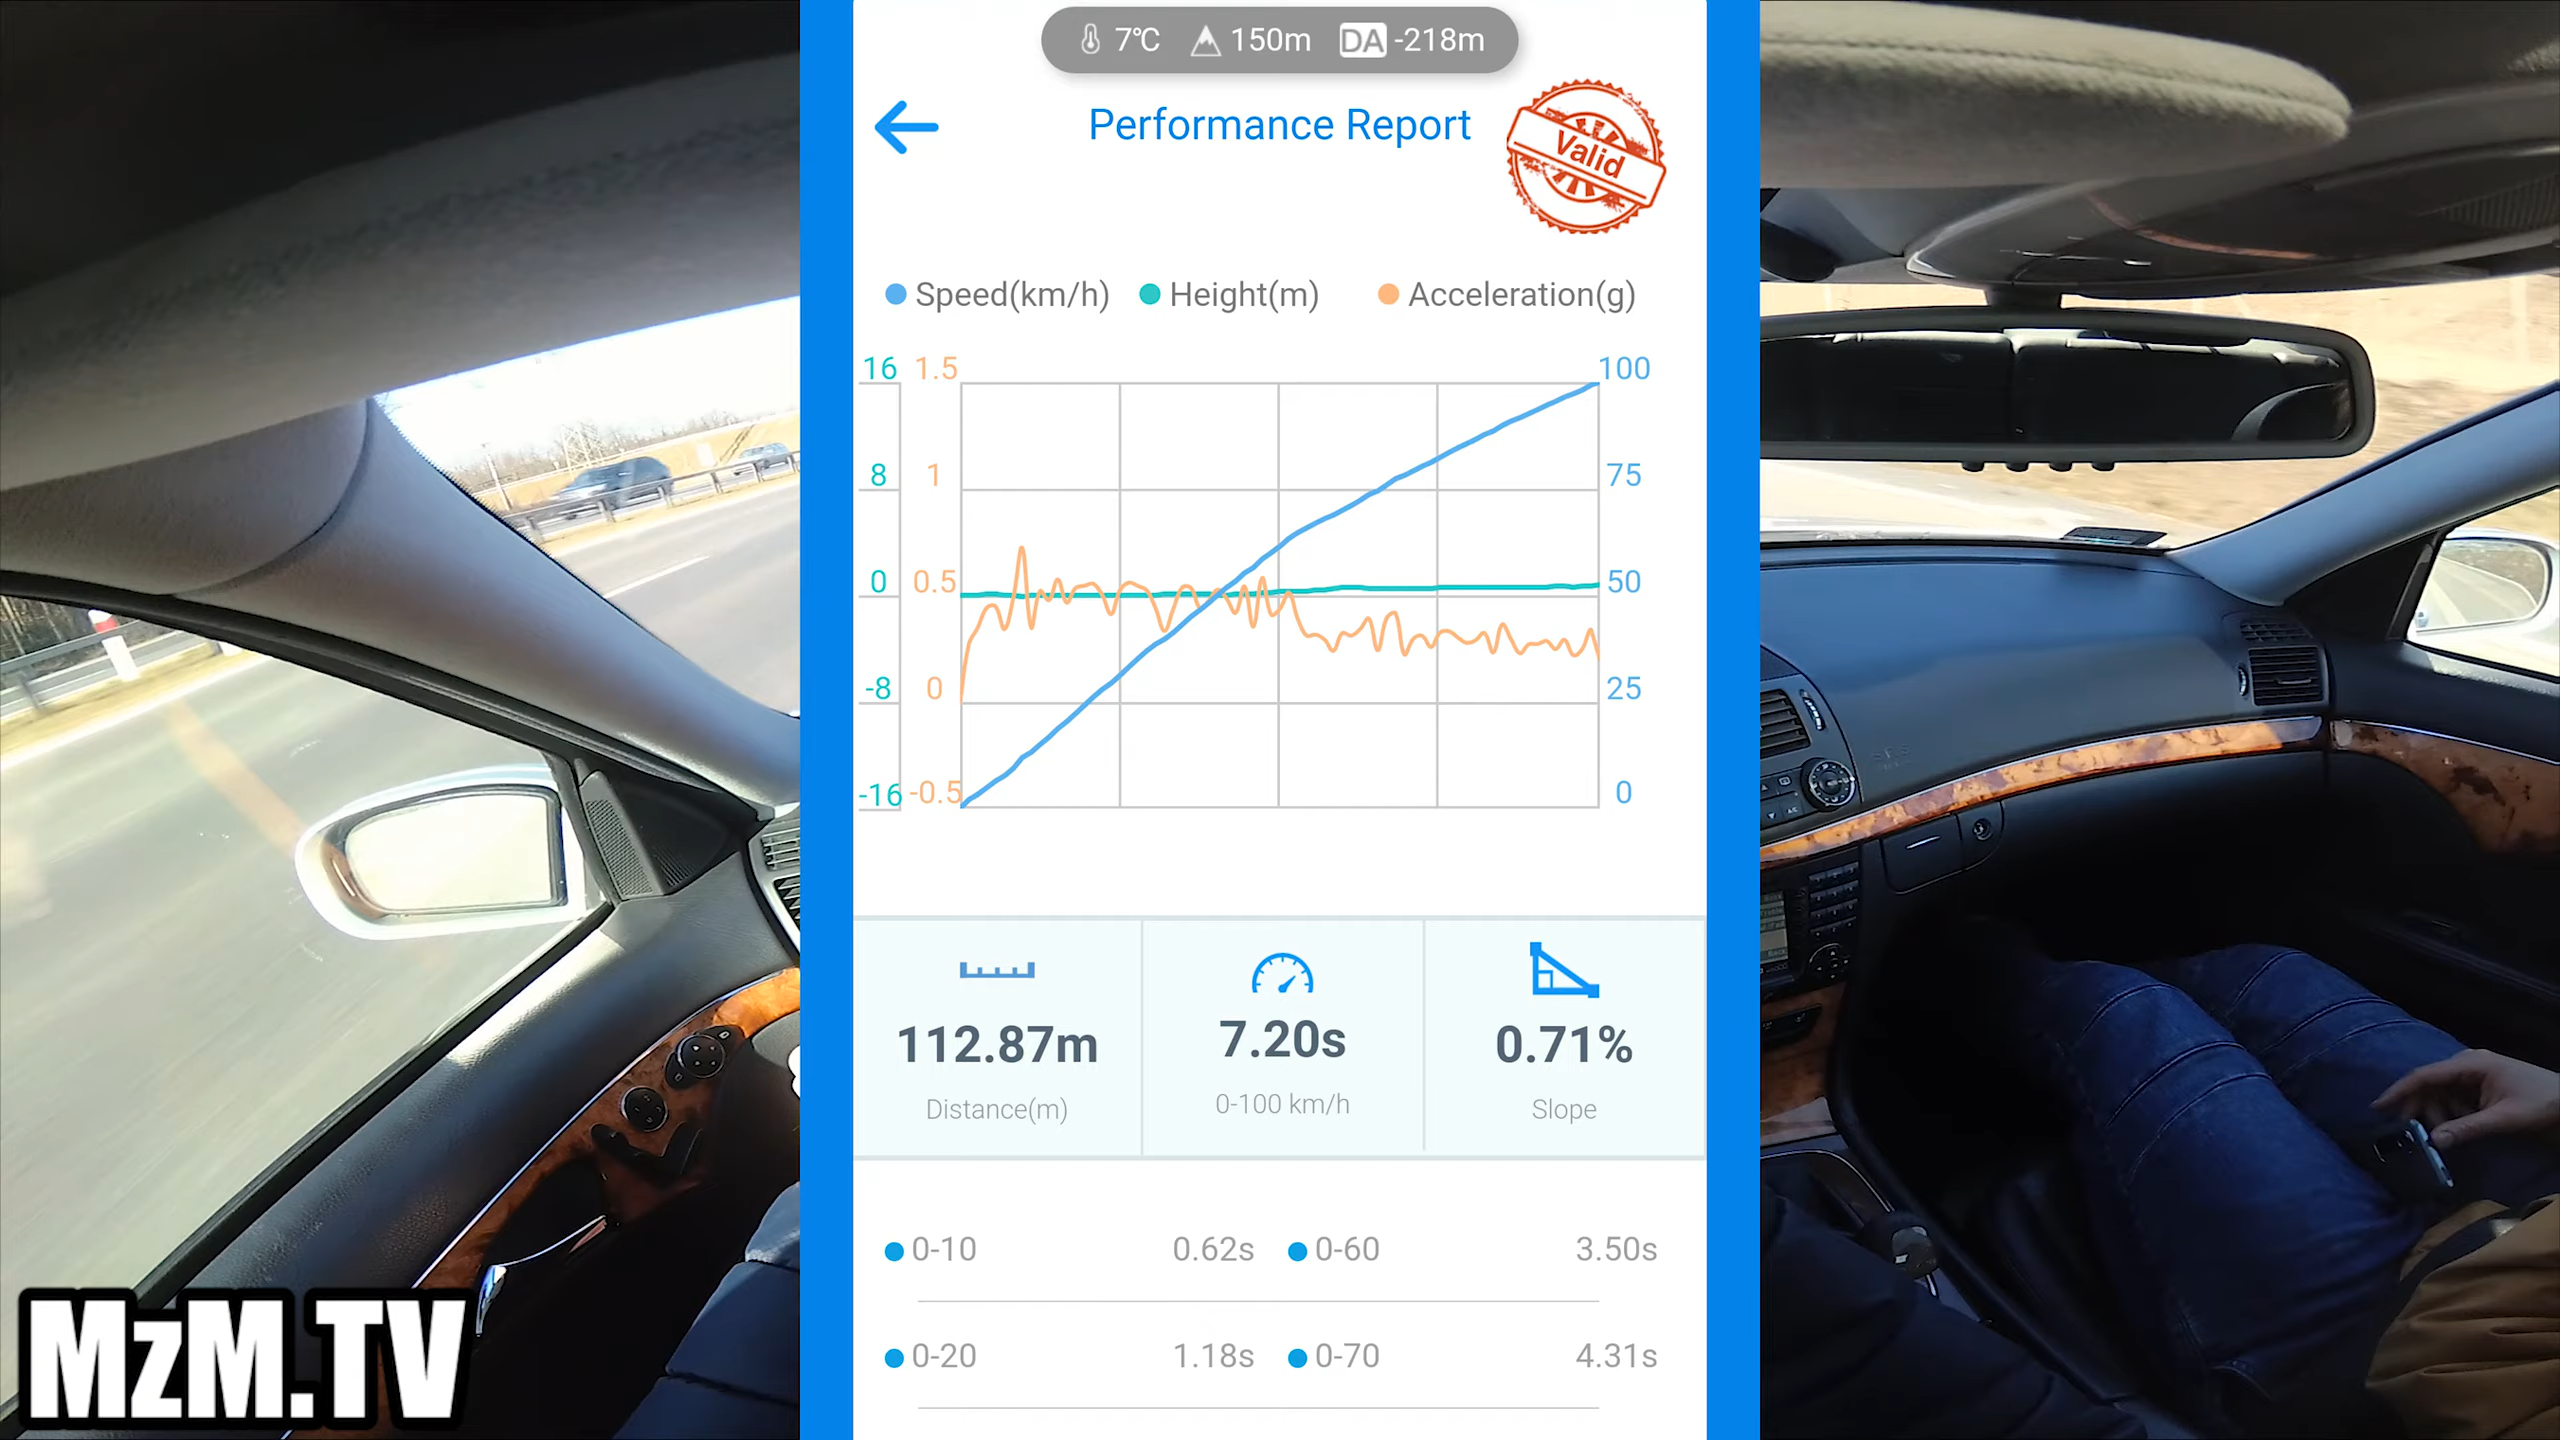 7℃ 150m DA -218m
Performance Report
Valid
Speed(km/h) Height(m) Acceleration(g)
16 1.5 100
8 1 75
0 0.5 50
-8 0 25
-16 -0.5 0
112.87m 7.20s 0.71%
Distance(m) 0-100 km/h Slope
0-10 0.62s 0-60 3.50s
0-20 1.18s 0-70 4.31s
MzM.TV